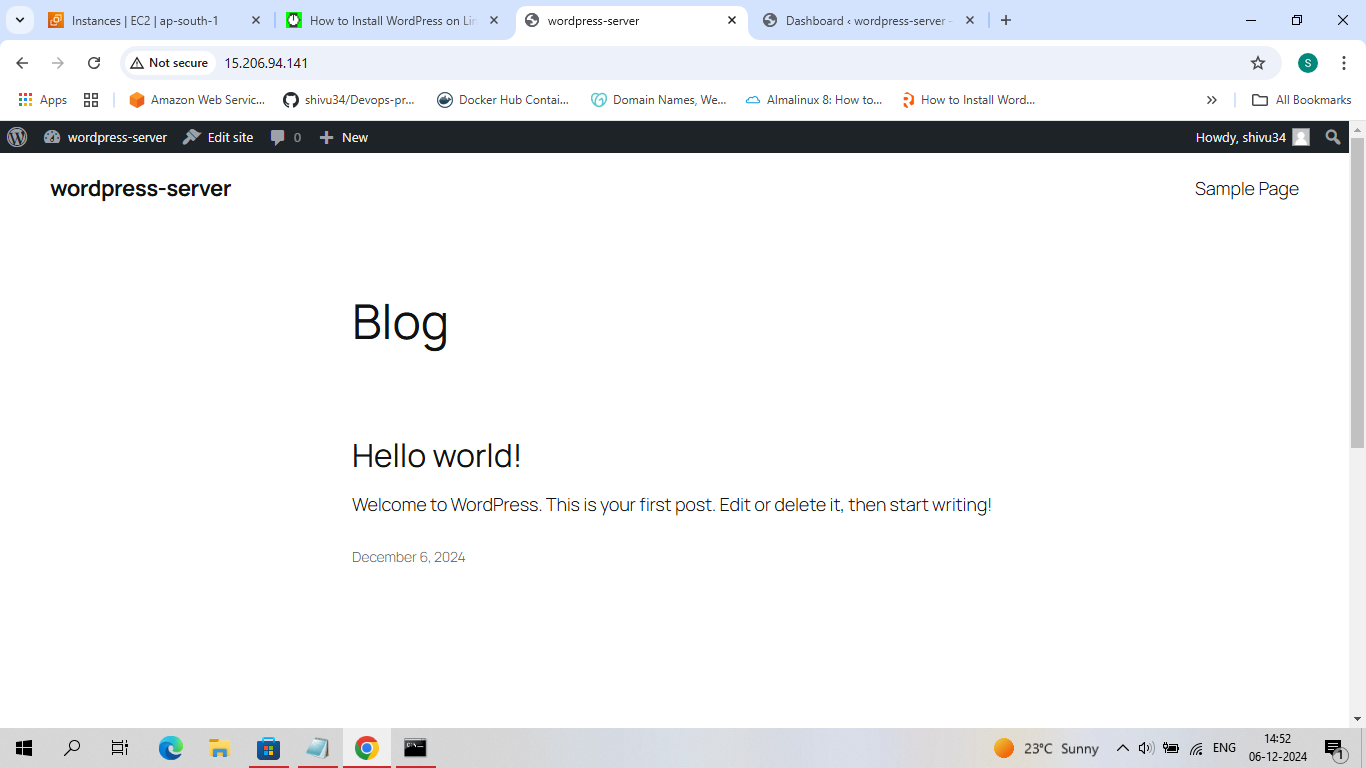 Instances | EC2 | ap-south-1
How to Install WordPress on Lin
wordpress-server
Dashboard ‹ wordpress-server -
Not secure
15.206.94.141
S
Apps
Amazon Web Servic...
shivu34/Devops-pr...
Docker Hub Contai...
Domain Names, We...
Almalinux 8: How to...
How to Install Word...
All Bookmarks
wordpress-server
Edit site
0
New
Howdy, shivu34
wordpress-server
Sample Page
Blog
Hello world!
Welcome to WordPress. This is your first post. Edit or delete it, then start writing!
December 6, 2024
23°C Sunny
ENG
14:52
06-12-2024
1